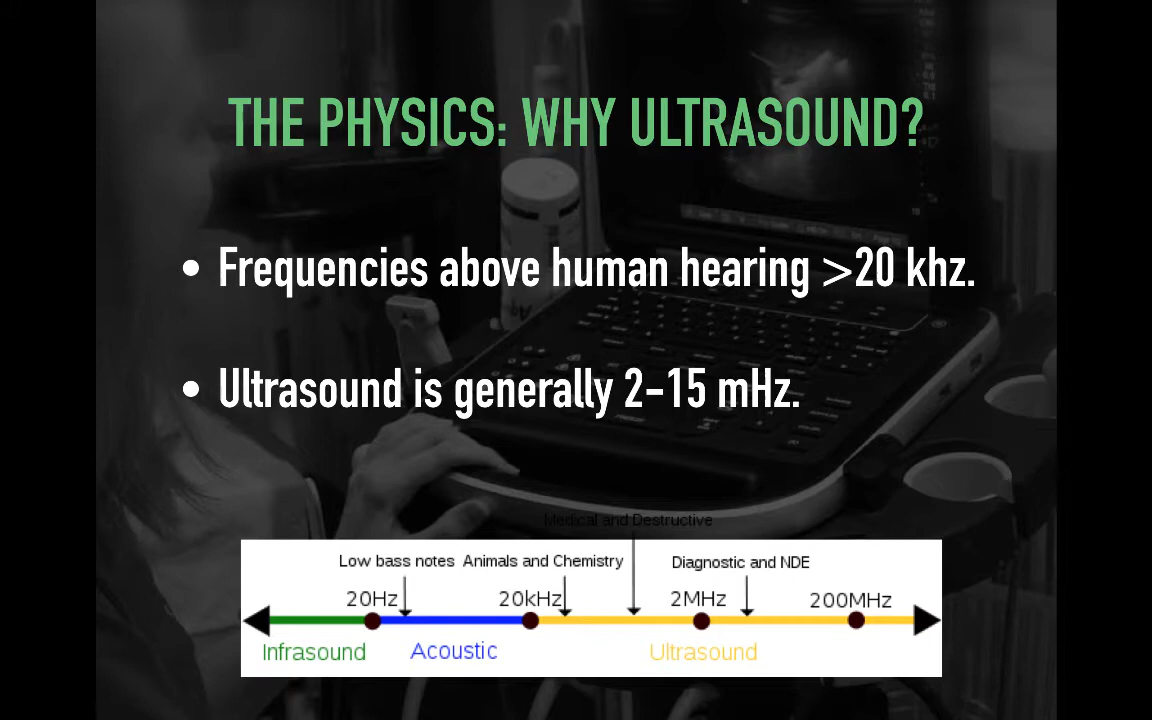 THE PHYSICS: WHY ULTRASOUND?
• Frequencies above human hearing >20 khz.
• Ultrasound is generally 2-15 mHz.
Medical and Destructive
Low bass notes Animals and Chemistry Diagnostic and NDE
20Hz 20kHz 2MHz 200MHz
Infrasound Acoustic Ultrasound